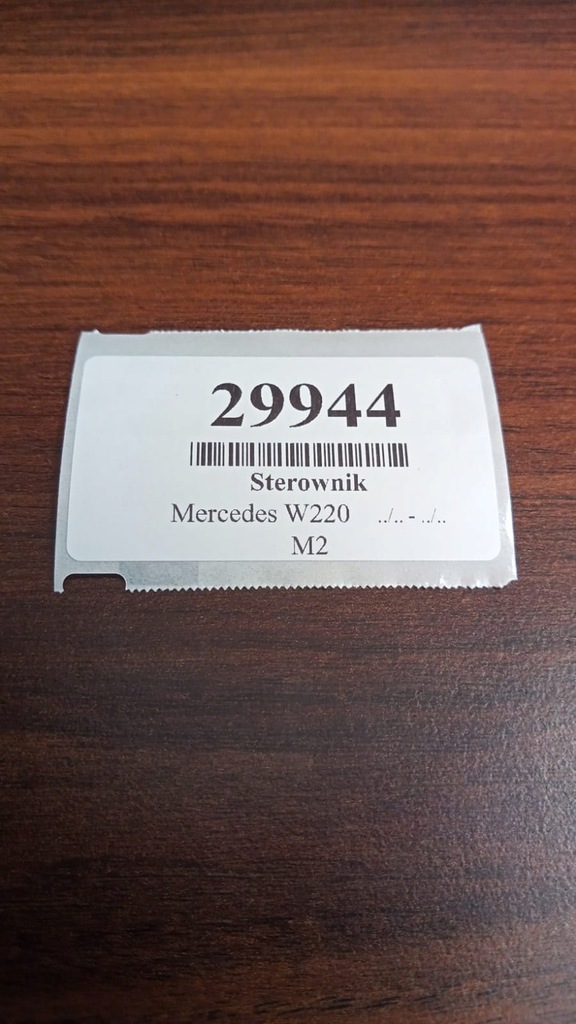 29944
Sterownik
Mercedes W220 ../.. - ../..
M2